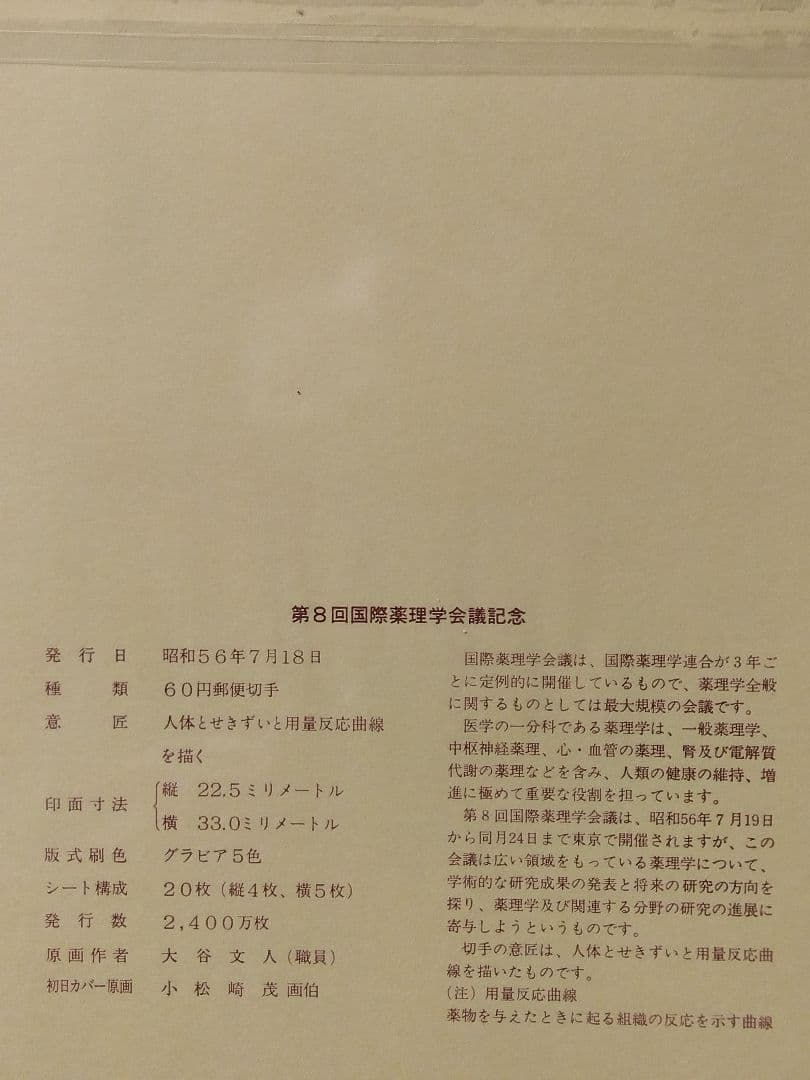 第8回国際薬理学会議記念
発行日 昭和56年7月18日
種類 60円郵便切手
意匠 人体とせきずいと用量反応曲線
を描く
印面寸法 縦 22.5ミリメートル
横 33.0ミリメートル
版式刷色 グラビア5色
シート構成 20枚（縦4枚、横5枚）
発行数 2,400万枚
原画作者 大谷文人（職員）
初日カバー原画 小松崎茂画伯
国際薬理学会議は、国際薬理学連合が3年ご
とに定例的に開催しているもので、薬理学全般
に関するものとしては最大規模の会議です。
医学の一分科である薬理学は、一般薬理学、
中枢神経薬理、心・血管の薬理、腎及び電解質
代謝の薬理などを含み、人類の健康の維持、増
進に極めて重要な役割を担っています。
第8回国際薬理学会議は、昭和56年7月19日
から同月24日まで東京で開催されますが、この
会議は広い領域をもっている薬理学について、
学術的な研究成果の発表と将来の研究の方向を
探り、薬理学及び関連する分野の研究の進展に
寄与しようというものです。
切手の意匠は、人体とせきずいと用量反応曲
線を描いたものです。
（注）用量反応曲線
薬物を与えたときに起る組織の反応を示す曲線